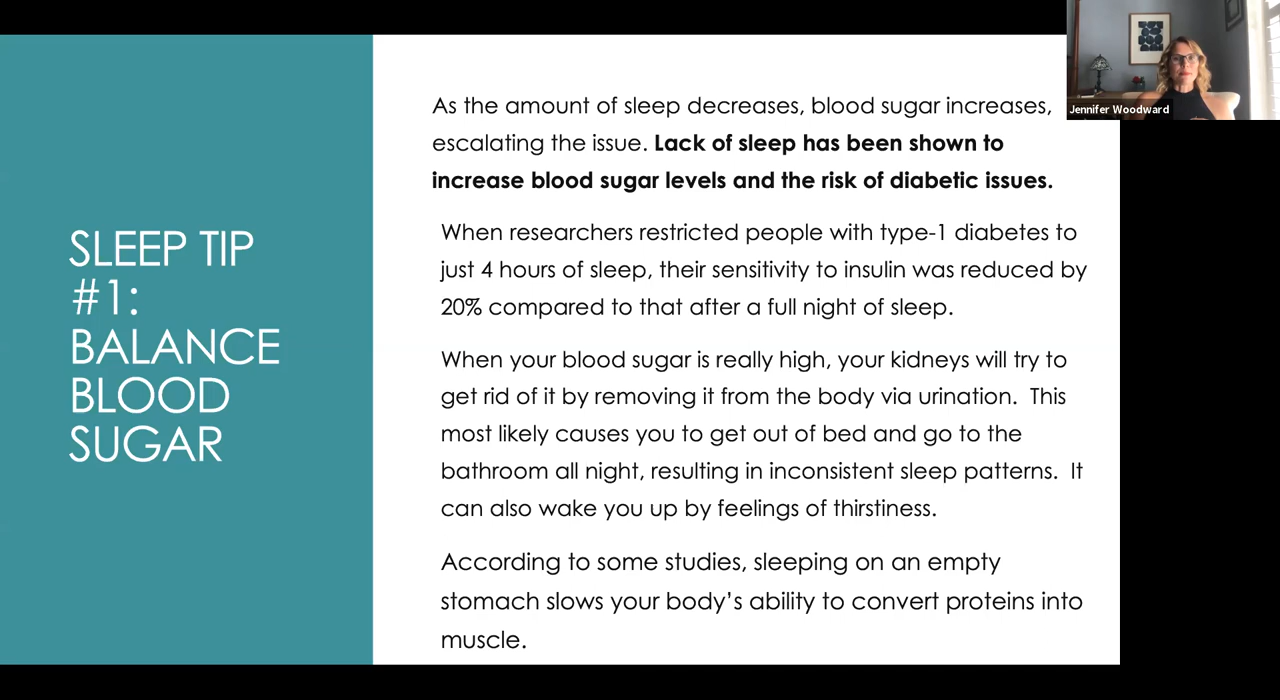 SLEEP TIP
#1:
BALANCE
BLOOD
SUGAR
As the amount of sleep decreases, blood sugar increases,
escalating the issue. Lack of sleep has been shown to
increase blood sugar levels and the risk of diabetic issues.
When researchers restricted people with type-1 diabetes to
just 4 hours of sleep, their sensitivity to insulin was reduced by
20% compared to that after a full night of sleep.
When your blood sugar is really high, your kidneys will try to
get rid of it by removing it from the body via urination.  This
most likely causes you to get out of bed and go to the
bathroom all night, resulting in inconsistent sleep patterns.  It
can also wake you up by feelings of thirstiness.
According to some studies, sleeping on an empty
stomach slows your body’s ability to convert proteins into
muscle.
Jennifer Woodward